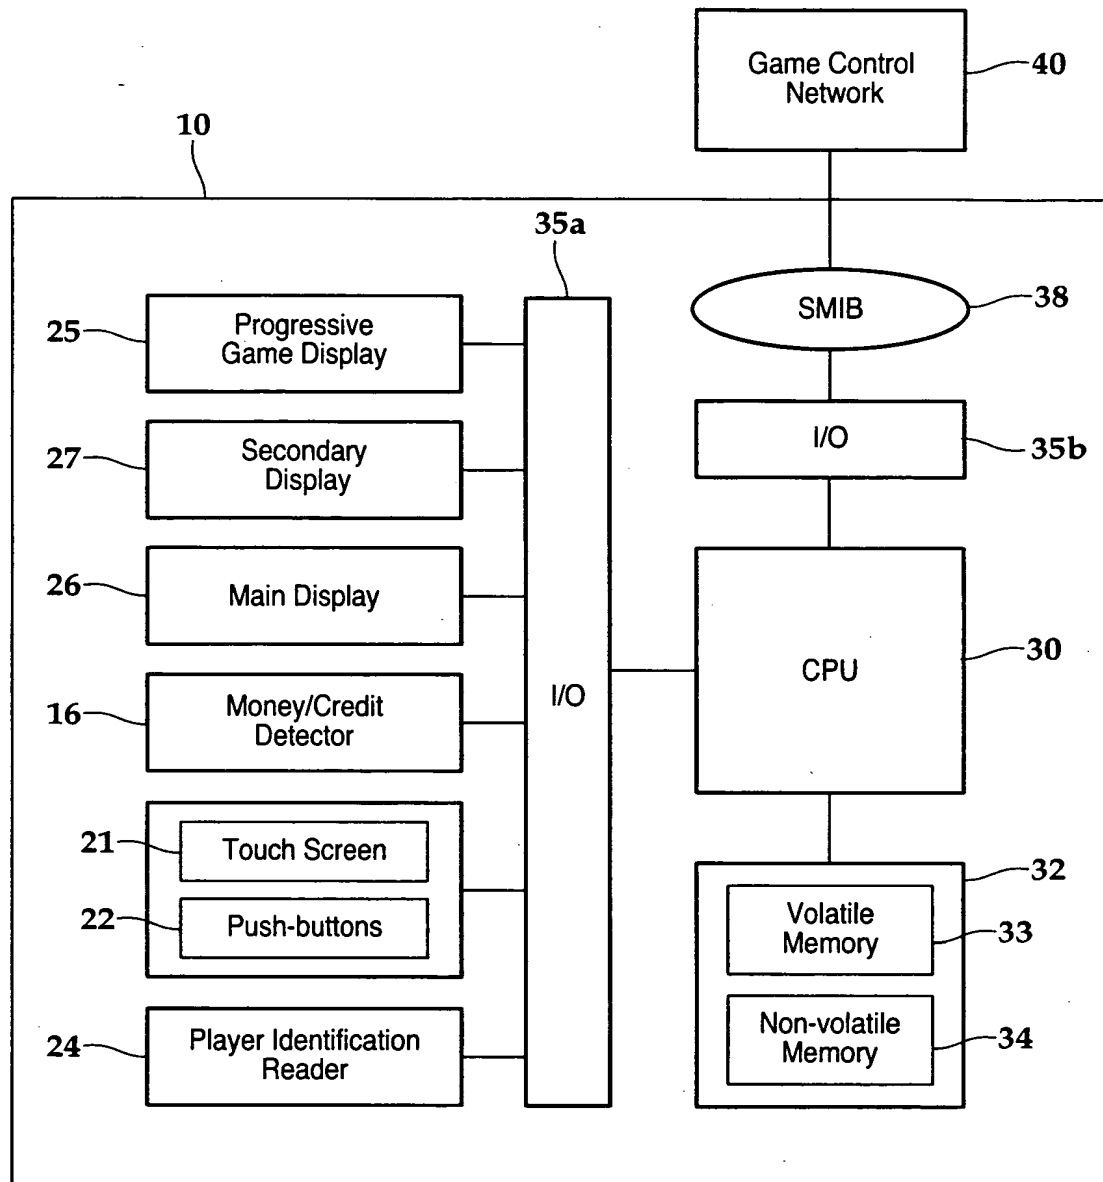 Game Control
Network
40
10
35a
SMIB
38
25
Progressive
Game Display
I/O
35b
27
Secondary
Display
26
Main Display
I/O
CPU
30
16
Money/Credit
Detector
21
Touch Screen
22
Push-buttons
32
Volatile
Memory
33
Non-volatile
Memory
34
24
Player Identification
Reader